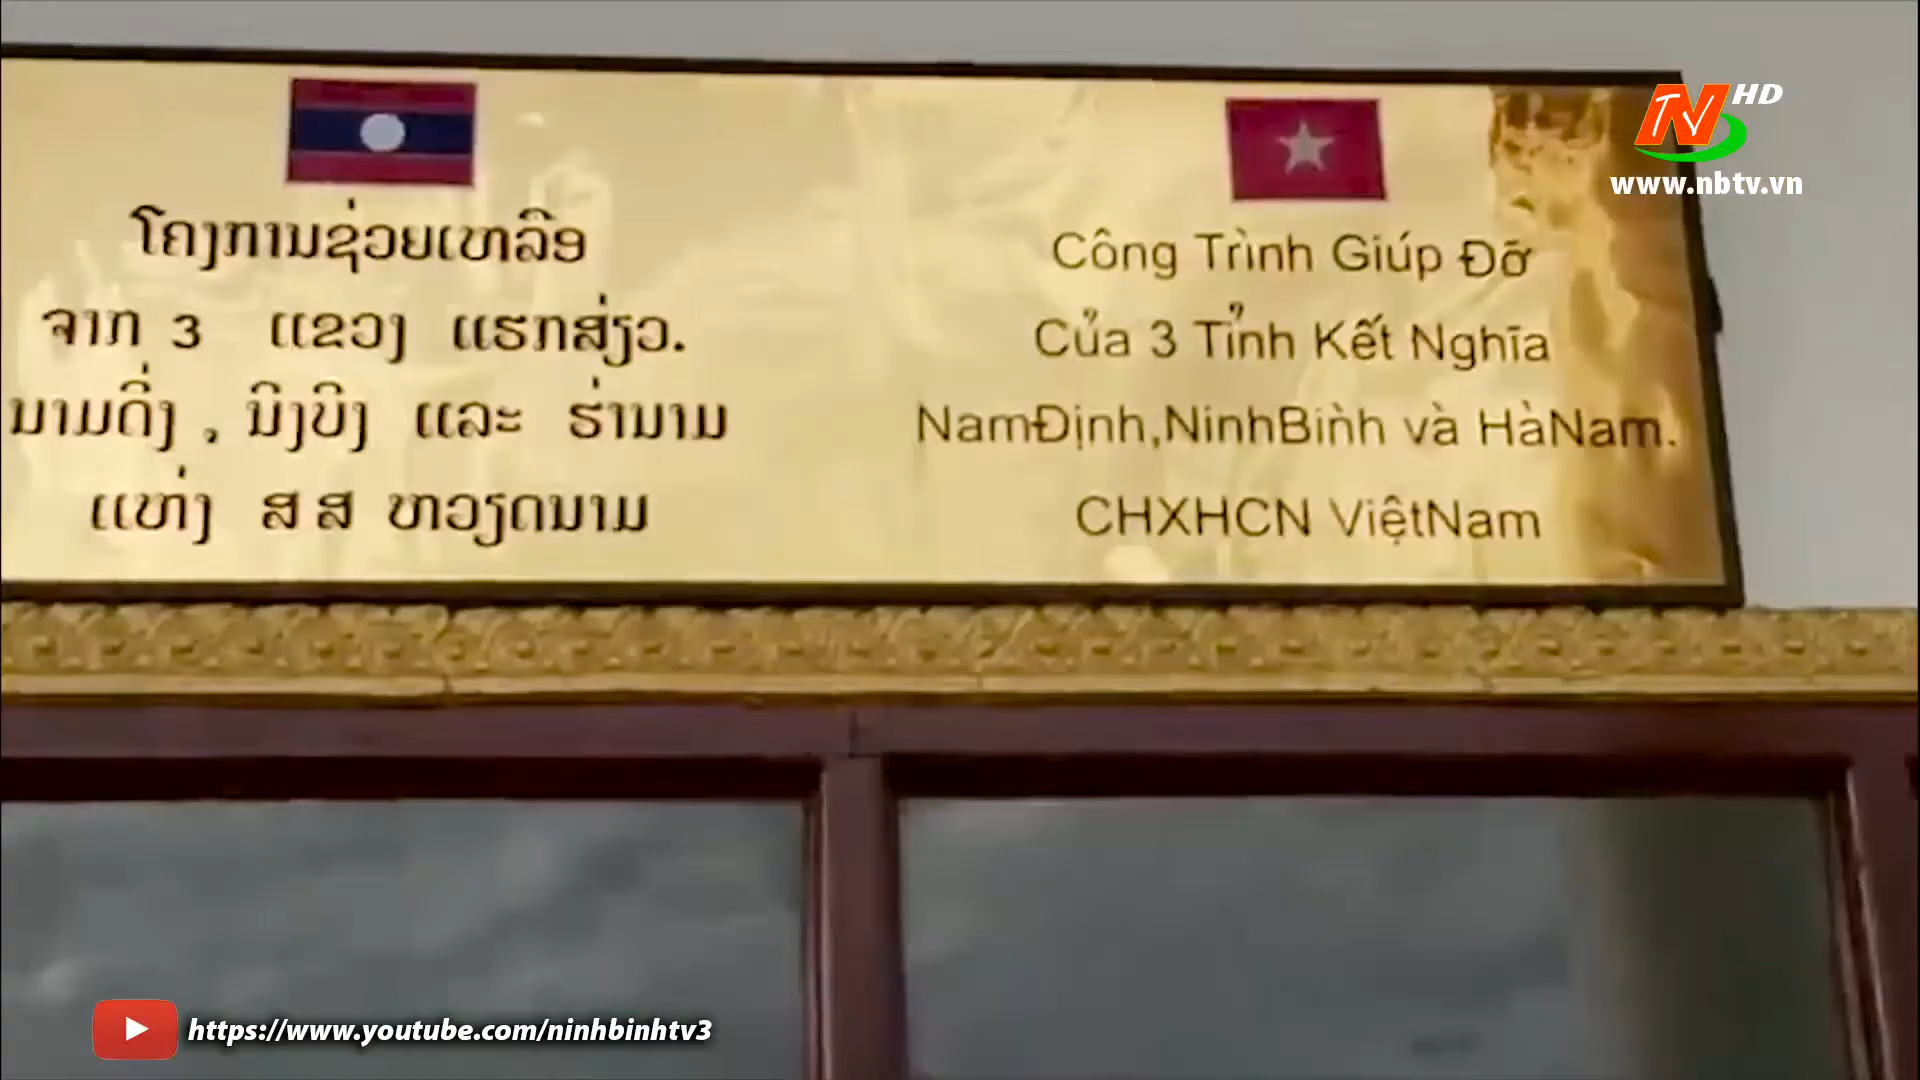 ໂຄງການຊ່ວຍເຫລືອ
ຈາກ 3 ແຂວງ ແຮກສ່ຽວ.
ນາມດິ່ງ , ນິງບິງ ແລະ ຮ່ານາມ
ແຫ່ງ ສ ສ ຫວຽດນາມ
Công Trình Giúp Đỡ
Của 3 Tỉnh Kết Nghĩa
NamĐịnh,NinhBình và HàNam.
CHXHCN ViệtNam
NTV HD
www.nbtv.vn
https://www.youtube.com/ninhbinhtv3